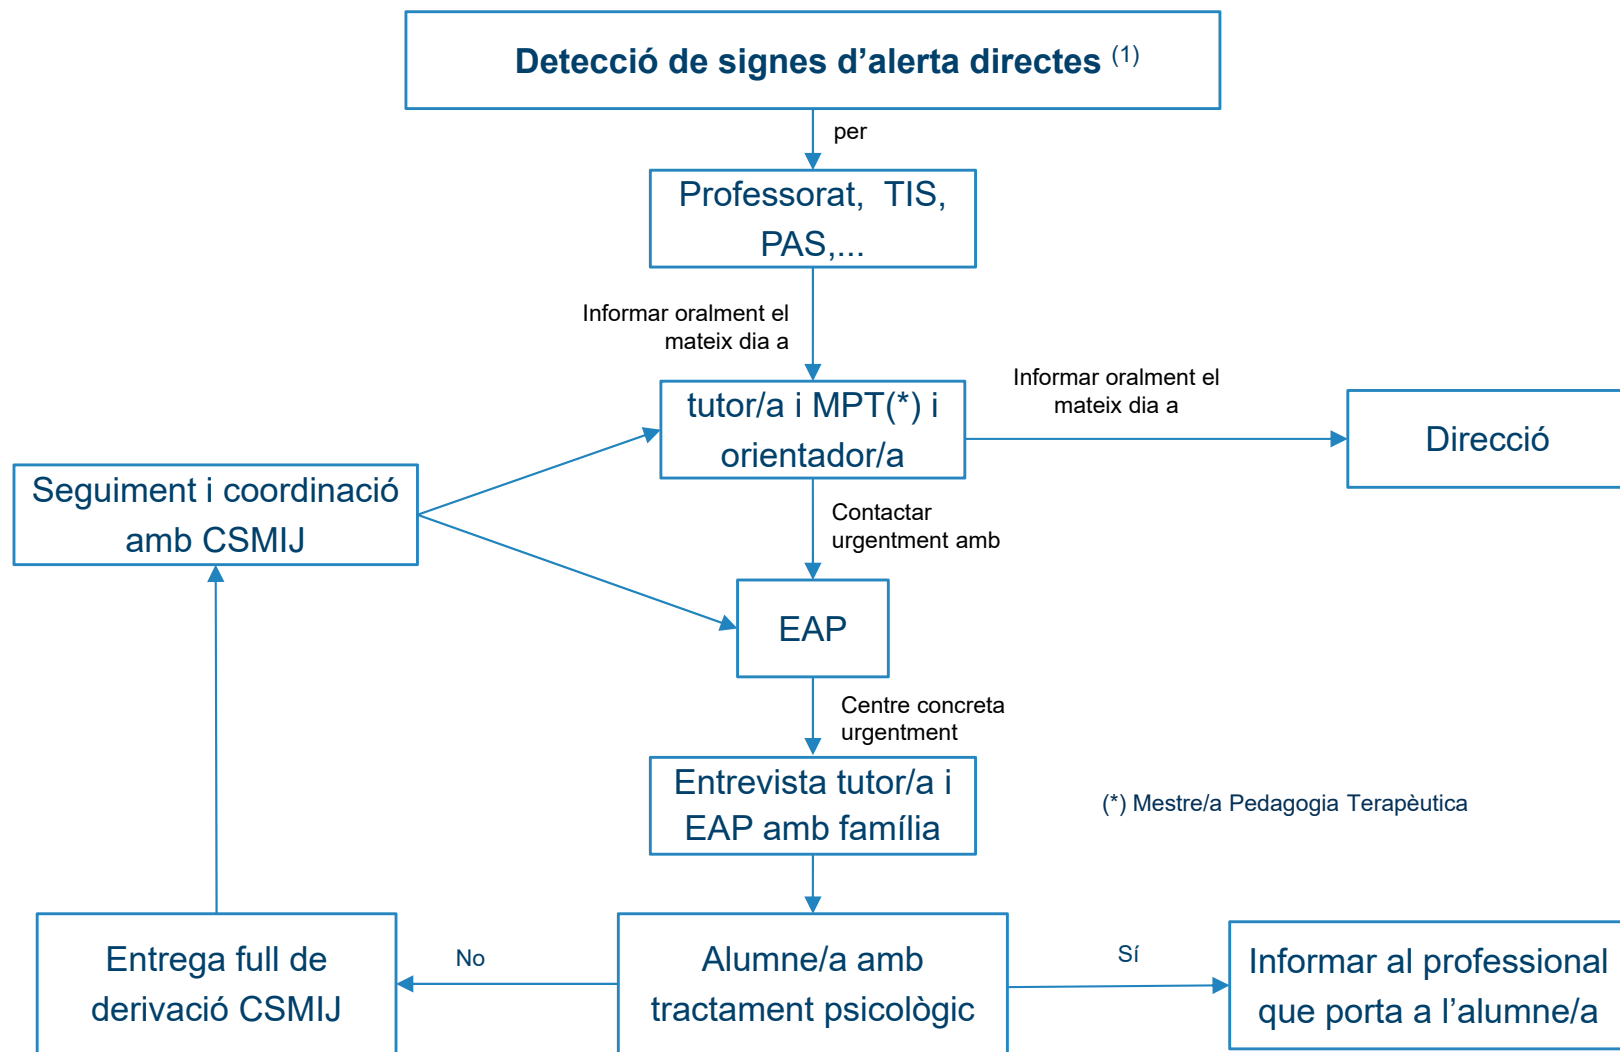 Detecció de signes d’alerta directes (1)
per
Professorat, TIS,
PAS,...
Informar oralment el
mateix dia a
tutor/a i MPT(*) i
orientador/a
Informar oralment el
mateix dia a
Direcció
Seguiment i coordinació
amb CSMIJ
Contactar
urgentment amb
EAP
Centre concreta
urgentment
Entrevista tutor/a i
EAP amb família
(*) Mestre/a Pedagogia Terapèutica
Entrega full de
derivació CSMIJ
No
Alumne/a amb
tractament psicològic
Sí
Informar al professional
que porta a l’alumne/a